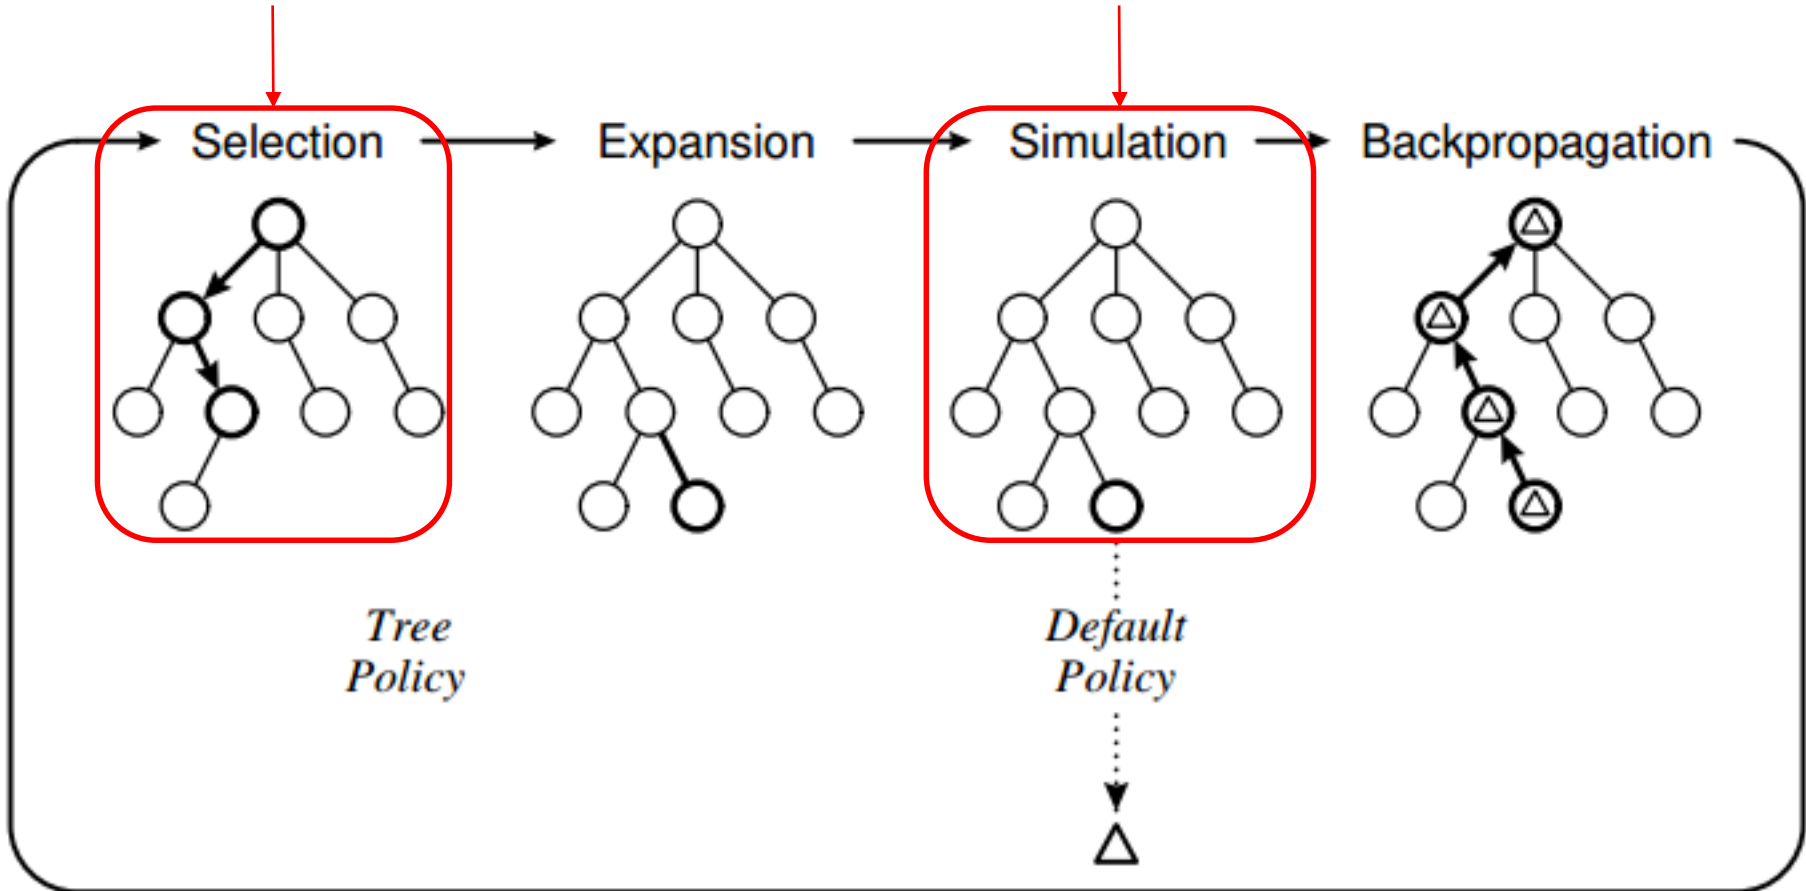 Selection
Expansion
Simulation
Backpropagation
Tree
Policy
Default
Policy